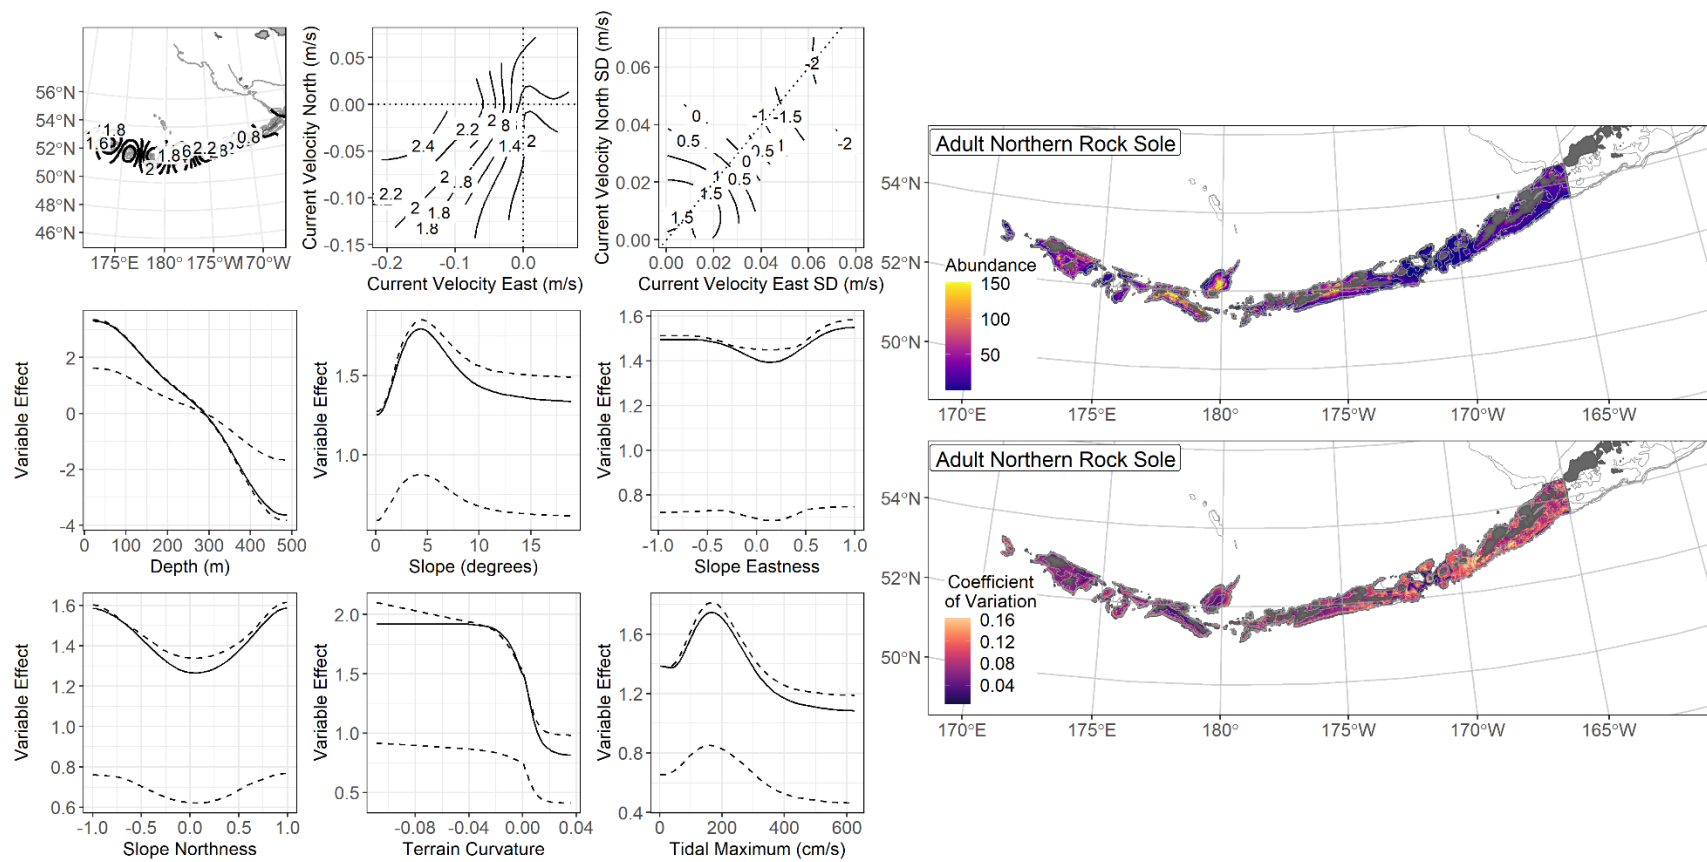 56°N
54°N
52°N
50°N
48°N
46°N
175°E 180° 175°W 170°W
1.8
1.6
2
1.8
2.2
0.8
Current Velocity North (m/s)
0.05
0.00
-0.05
-0.10
-0.15
-0.2 -0.1 0.0
Current Velocity East (m/s)
2.4
2.2
2
1.4
2.2
2
1.8
2
1.8
1.8
Current Velocity North SD (m/s)
0.06
0.04
0.02
0.00
0.00 0.02 0.04 0.06 0.08
Current Velocity East SD (m/s)
-2
0
-1
-1.5
0.5
-2
0
0.5
0.5
1.5
1.5
Variable Effect
2
0
-2
-4
0 100 200 300 400 500
Depth (m)
Variable Effect
1.5
1.0
0 5 10 15
Slope (degrees)
Variable Effect
1.6
1.4
1.2
1.0
0.8
-1.0 -0.5 0.0 0.5 1.0
Slope Eastness
Variable Effect
1.6
1.4
1.2
1.0
0.8
0.6
-1.0 -0.5 0.0 0.5 1.0
Slope Northness
Variable Effect
2.0
1.5
1.0
0.5
-0.08 -0.04 0.00 0.04
Terrain Curvature
Variable Effect
1.6
1.2
0.8
0.4
0 200 400 600
Tidal Maximum (cm/s)
Adult Northern Rock Sole
54°N
52°N
50°N
Abundance
150
100
50
170°E 175°E 180° 175°W 170°W 165°W
Adult Northern Rock Sole
54°N
52°N
50°N
Coefficient
of Variation
0.16
0.12
0.08
0.04
170°E 175°E 180° 175°W 170°W 165°W